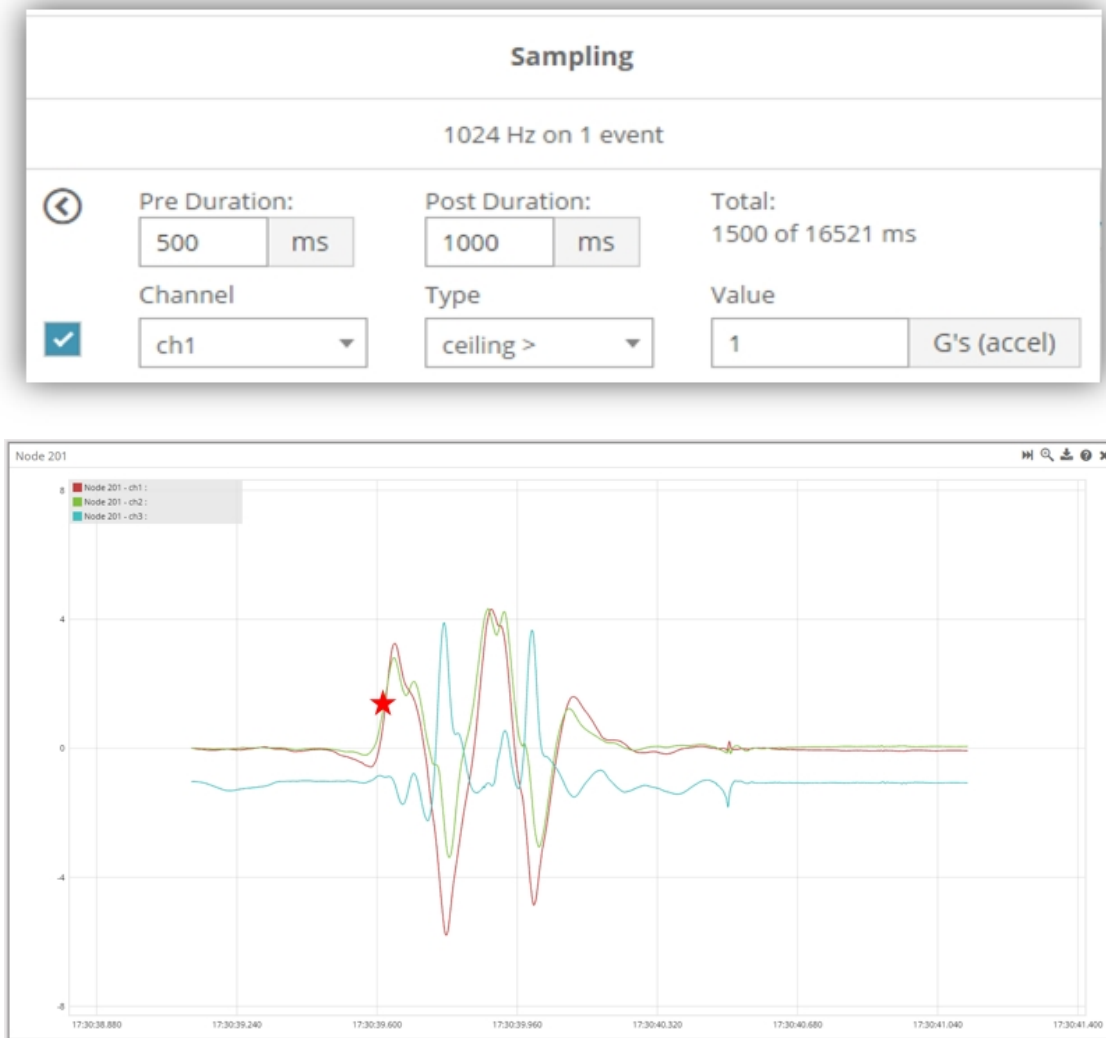 Sampling
1024 Hz on 1 event
Pre Duration: Post Duration: Total:
500 ms 1000 ms 1500 of 16521 ms
Channel Type Value
ch1 ceiling > 1 G's (accel)
Node 201
Node 201 - ch1 :
Node 201 - ch2 :
Node 201 - ch3 :
8
4
0
-4
-8
17:30:38.880 17:30:39.240 17:30:39.600 17:30:39.960 17:30:40.320 17:30:40.680 17:30:41.040 17:30:41.400